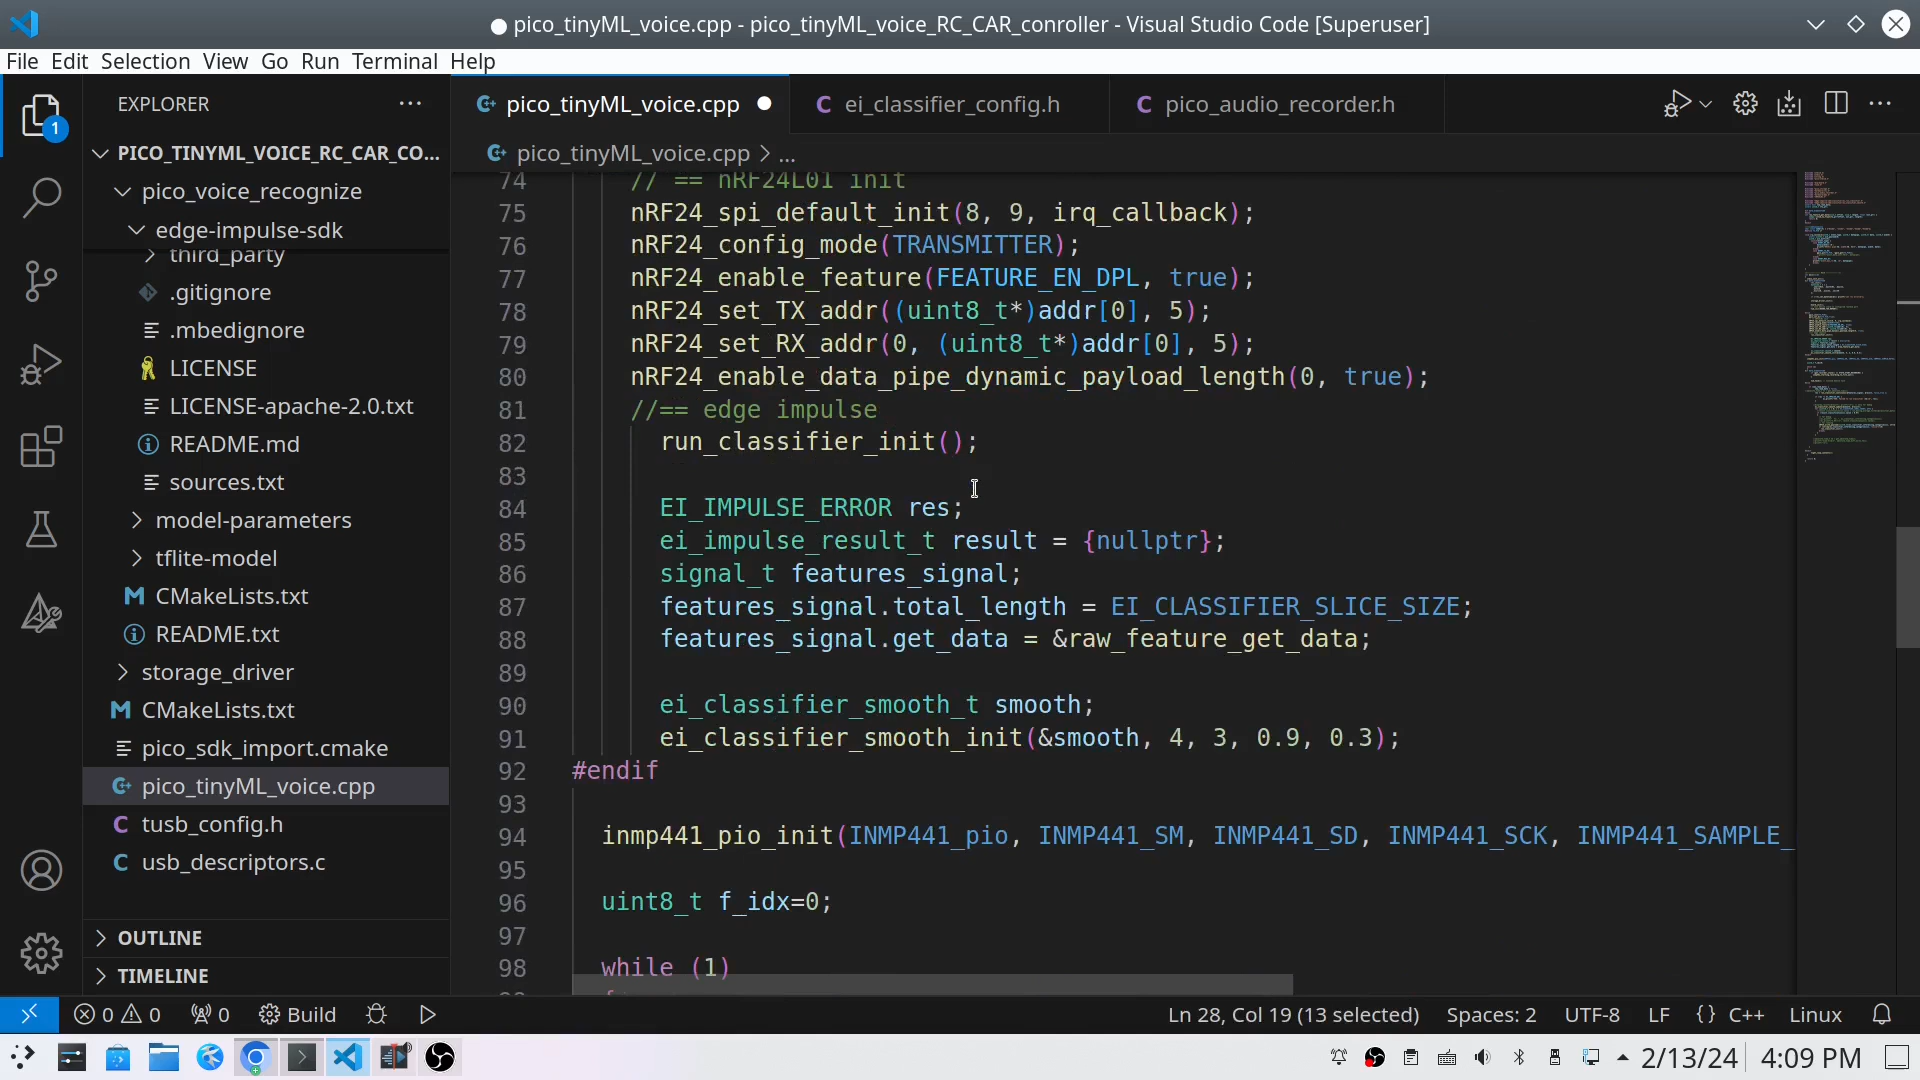 pico_tinyML_voice.cpp - pico_tinyML_voice_RC_CAR_conroller - Visual Studio Code [Superuser]
File Edit Selection View Go Run Terminal Help
EXPLORER
1
PICO_TINYML_VOICE_RC_CAR_CO...
pico_voice_recognize
edge-impulse-sdk
third_party
.gitignore
.mbedignore
LICENSE
LICENSE-apache-2.0.txt
README.md
sources.txt
model-parameters
tflite-model
CMakeLists.txt
README.txt
storage_driver
CMakeLists.txt
pico_sdk_import.cmake
pico_tinyML_voice.cpp
tusb_config.h
usb_descriptors.c
OUTLINE
TIMELINE
pico_tinyML_voice.cpp
ei_classifier_config.h
pico_audio_recorder.h
pico_tinyML_voice.cpp > ...
74 // == nRF24L01 init
75 nRF24_spi_default_init(8, 9, irq_callback);
76 nRF24_config_mode(TRANSMITTER);
77 nRF24_enable_feature(FEATURE_EN_DPL, true);
78 nRF24_set_TX_addr((uint8_t*)addr[0], 5);
79 nRF24_set_RX_addr(0, (uint8_t*)addr[0], 5);
80 nRF24_enable_data_pipe_dynamic_payload_length(0, true);
81 //== edge impulse
82 run_classifier_init();
83
84 EI_IMPULSE_ERROR res;
85 ei_impulse_result_t result = {nullptr};
86 signal_t features_signal;
87 features_signal.total_length = EI_CLASSIFIER_SLICE_SIZE;
88 features_signal.get_data = &raw_feature_get_data;
89
90 ei_classifier_smooth_t smooth;
91 ei_classifier_smooth_init(&smooth, 4, 3, 0.9, 0.3);
92 #endif
93
94 inmp441_pio_init(INMP441_pio, INMP441_SM, INMP441_SD, INMP441_SCK, INMP441_SAMPLE_
95
96 uint8_t f_idx=0;
97
98 while (1)
0 0 0 Build Ln 28, Col 19 (13 selected) Spaces: 2 UTF-8 LF {} C++ Linux
2/13/24 4:09 PM